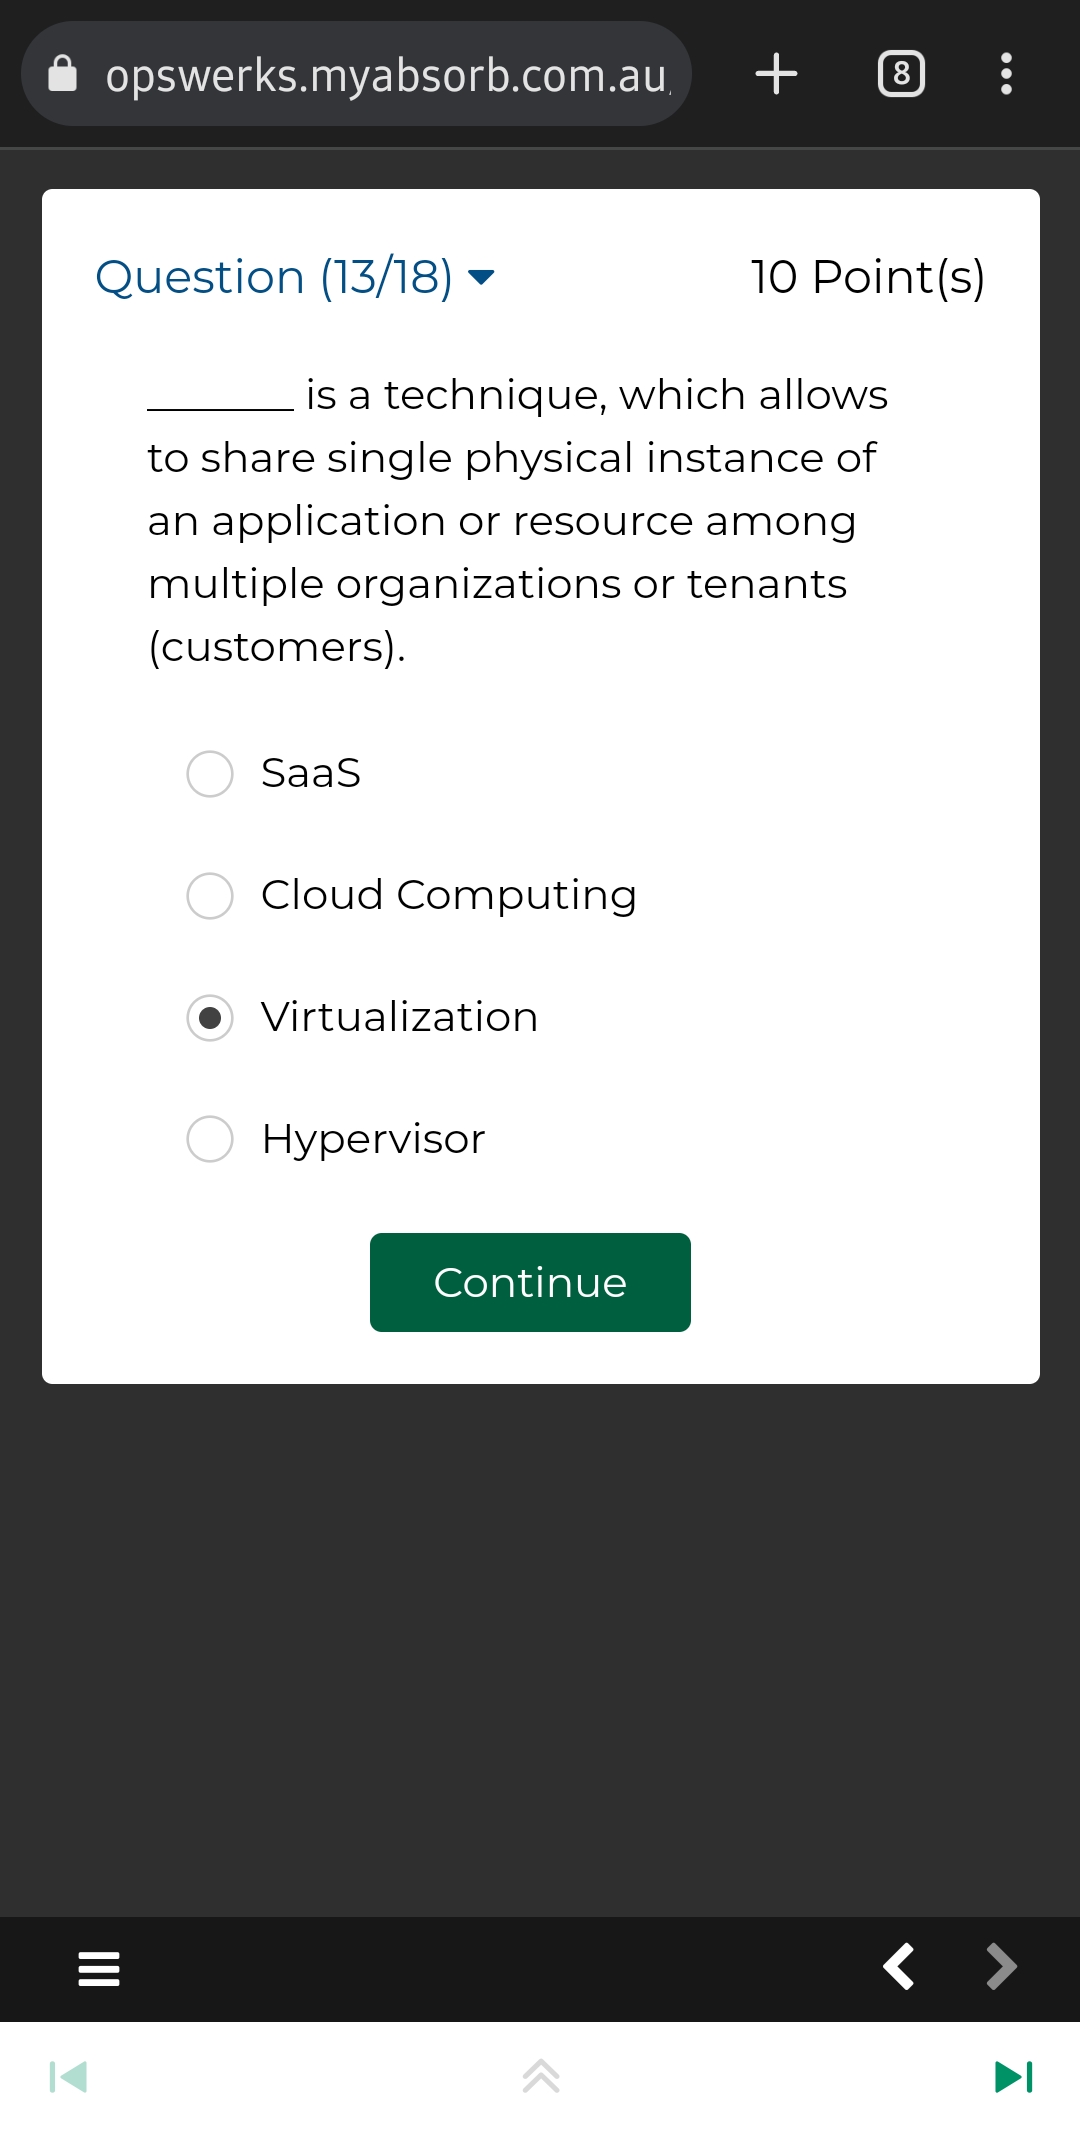 opswerks.myabsorb.com.au
8
Question (13/18)
10 Point(s)
_______ is a technique, which allows
to share single physical instance of
an application or resource among
multiple organizations or tenants
(customers).
SaaS
Cloud Computing
Virtualization
Hypervisor
Continue